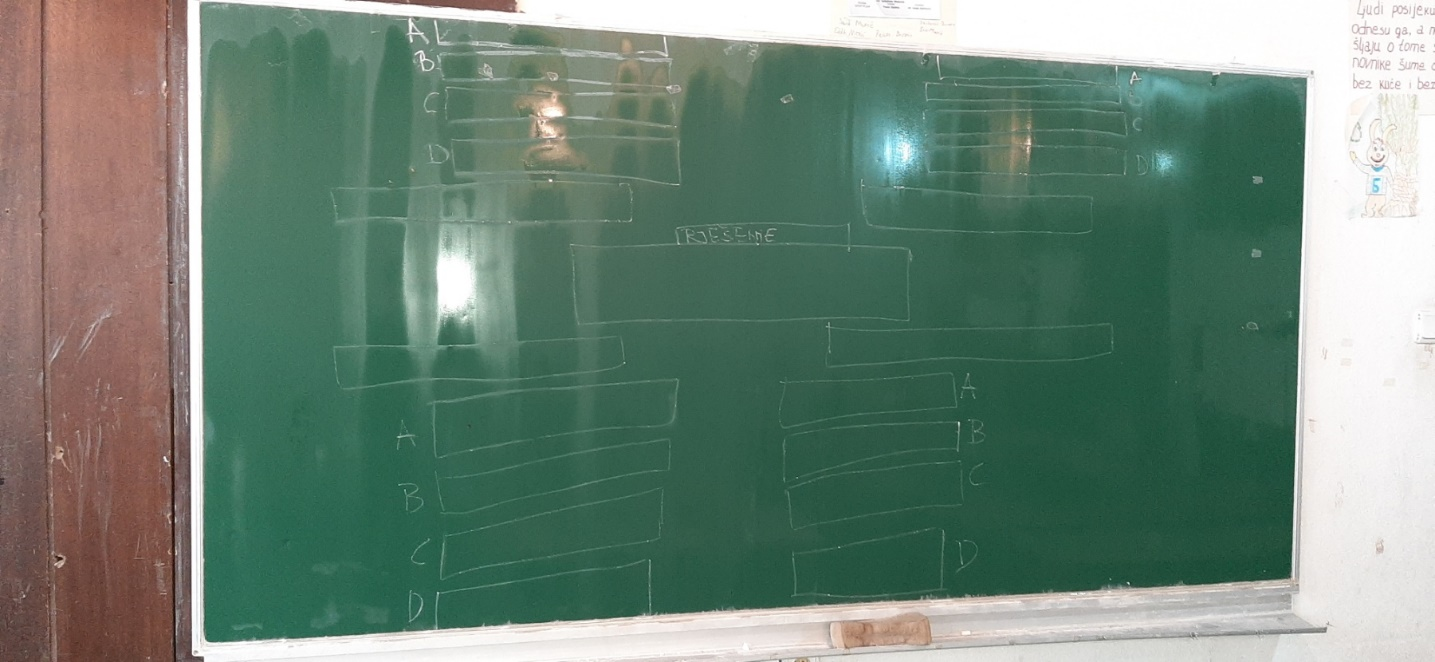 A
B
C
D
A
C
D
RJEŠENJE
A
B
C
D
A
B
C
D
Ljudi posijeku
odnesu ga, a n
šljaju o tome
novnike šume
bez kuće i bez
5